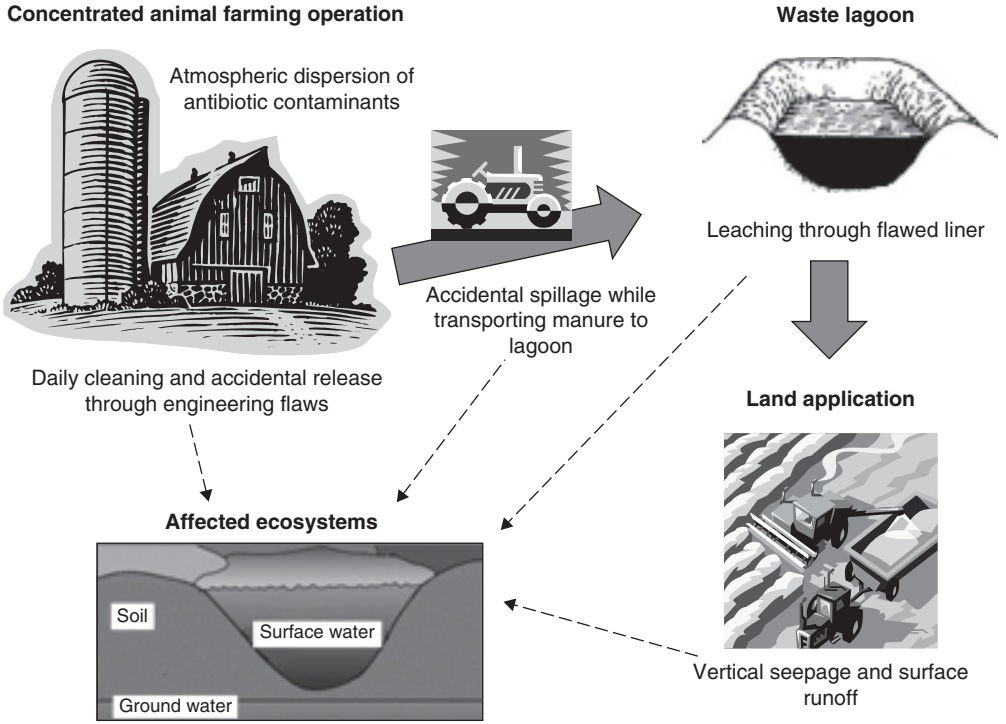 Concentrated animal farming operation
Waste lagoon
Atmospheric dispersion of
antibiotic contaminants
Leaching through flawed liner
Accidental spillage while
transporting manure to
lagoon
Daily cleaning and accidental release
through engineering flaws
Land application
Affected ecosystems
Soil
Surface water
Ground water
Vertical seepage and surface
runoff